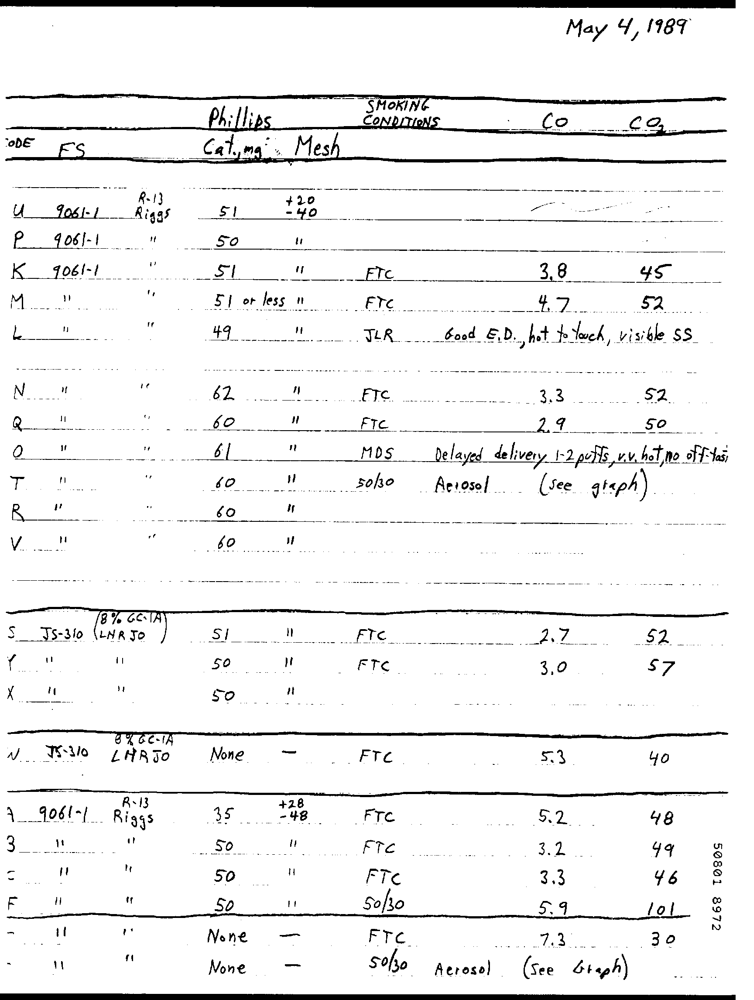 May 4, 1989
Phillips SMOKING CONDITIONS CO CO2
CODE FS Cat., mg. Mesh
U 9061-1 R-13 Riggs 51 +20 -40
P 9061-1 " 50 "
K 9061-1 " 51 " FTC 3.8 45
M " " 51 or less " FTC 4.7 52
L " " 49 " JLR Good E.D., hot to touch, visible SS
N " " 62 " FTC 3.3 52
Q " " 60 " FTC 2.9 50
O " " 61 " MDS Delayed delivery 1-2 puffs, v.v. hot, no off-tas
T " " 60 " 50/30 Aerosol (see graph)
R " " 60 "
V " " 60 "
S JS-310 (8% GC-1A) LNR JO 51 " FTC 2.7 52
Y " " 50 " FTC 3.0 57
X " " 50 "
JS-310 8% GC-1A LNR JO None — FTC 5.3 40
A 9061-1 R-13 Riggs 35 +28 -48 FTC 5.2 48
B " " 50 " FTC 3.2 49
" " 50 " FTC 3.3 46
F " " 50 " 50/30 5.9 101
- " " None — FTC 7.3 30
- " " None — 50/30 Aerosol (See Graph)
50801 8972